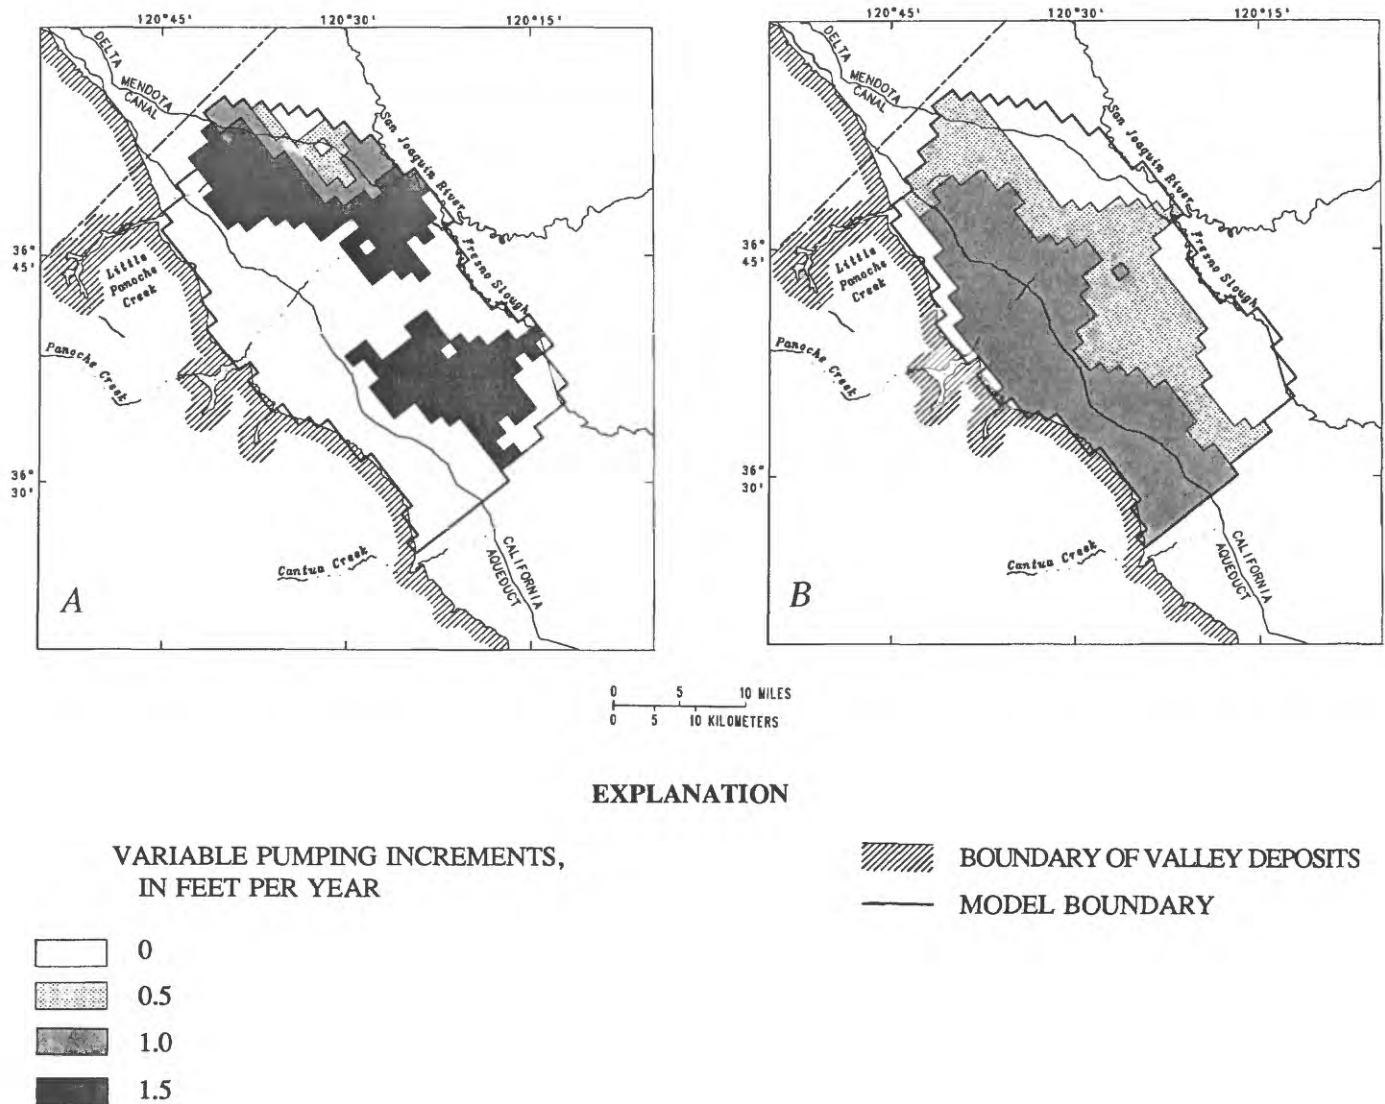 120°45' 120°30' 120°15'
DELTA
MENDOTA
CANAL
San Joaquin River
Fresno Slough
36°
45'
Little
Panoche
Creek
Panoche Creek
36°
30'
Cantua Creek
CALIFORNIA
AQUEDUCT
A
120°45' 120°30' 120°15'
DELTA
MENDOTA
CANAL
San Joaquin River
Fresno Slough
36°
45'
Little
Panoche
Creek
Panoche Creek
36°
30'
Cantua Creek
CALIFORNIA
AQUEDUCT
B
0 5 10 MILES
0 5 10 KILOMETERS
EXPLANATION
VARIABLE PUMPING INCREMENTS,
IN FEET PER YEAR
0
0.5
1.0
1.5
BOUNDARY OF VALLEY DEPOSITS
MODEL BOUNDARY